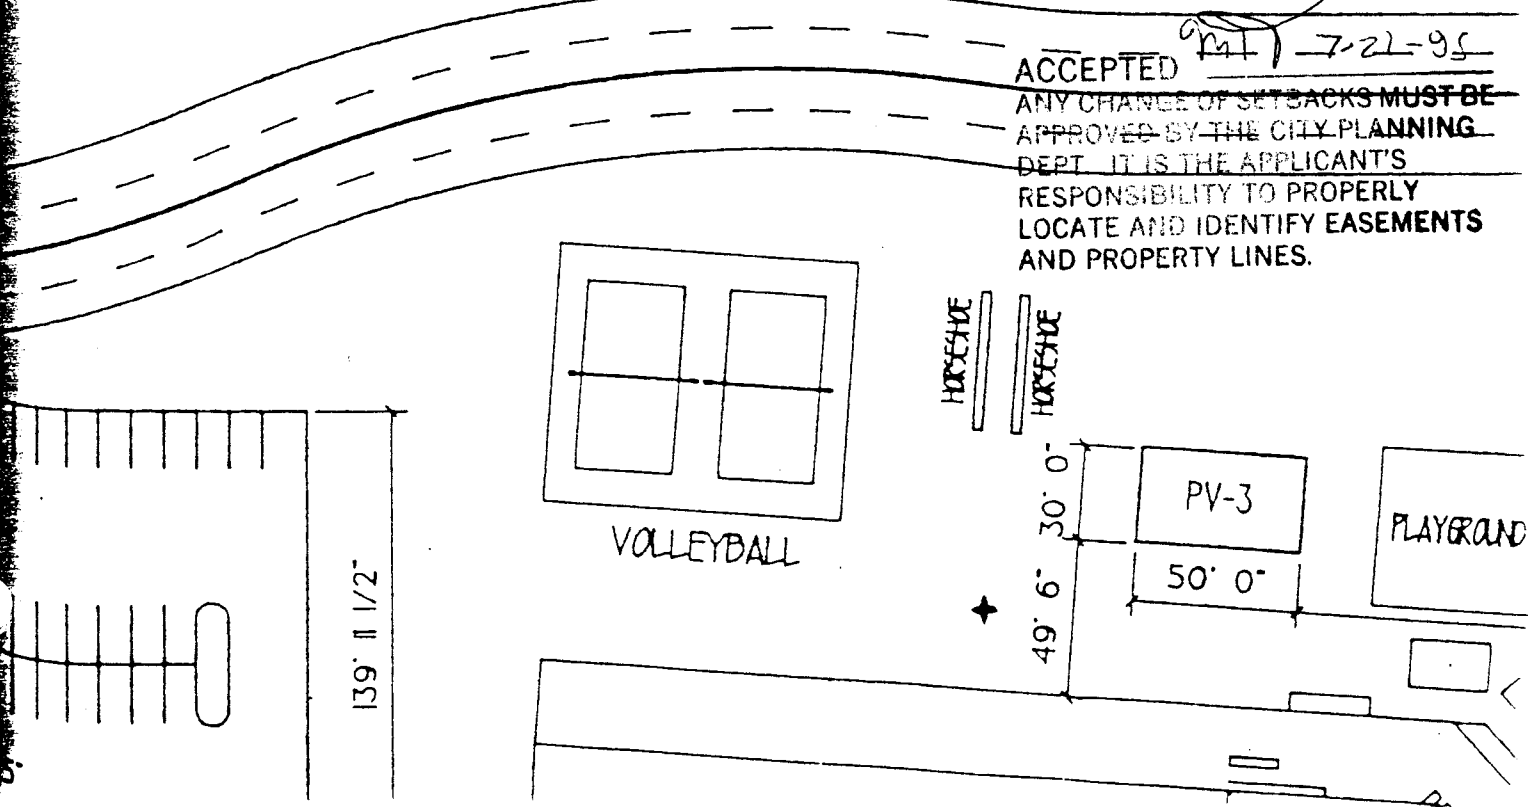 7-21-95
ACCEPTED
ANY CHANGE OF SETBACKS MUST BE
APPROVED BY THE CITY PLANNING
DEPT. IT IS THE APPLICANT'S
RESPONSIBILITY TO PROPERLY
LOCATE AND IDENTIFY EASEMENTS
AND PROPERTY LINES.
HORSESHOE
HORSESHOE
VOLLEYBALL
30' 0"
PV-3
PLAYGROUND
50' 0"
49' 6"
139' 11 1/2"